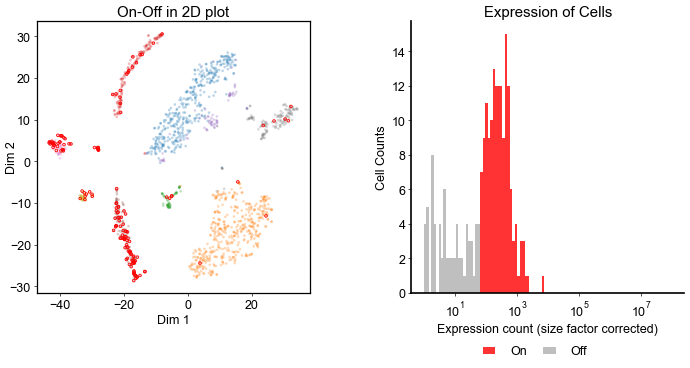 On-Off in 2D plot
Dim 2
30
20
10
0
−10
−20
−30
−40
−20
0
20
Dim 1
Expression of Cells
Cell Counts
14
12
10
8
6
4
2
0
10^1
10^3
10^5
10^7
Expression count (size factor corrected)
On
Off